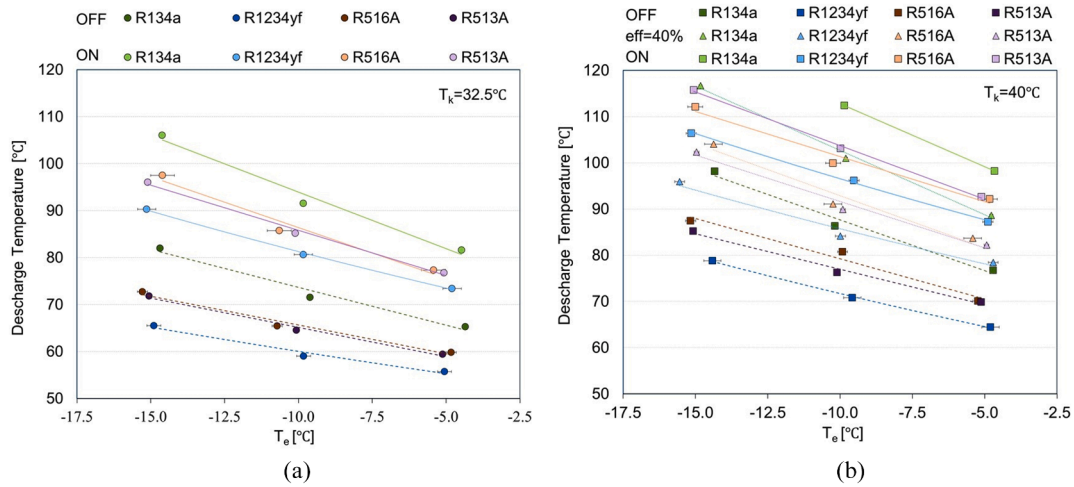 OFF R134a R1234yf R516A R513A
ON R134a R1234yf R516A R513A
120
110
100
90
80
70
60
50
Discharge Temperature [℃]
Tk=32.5℃
-17.5 -15.0 -12.5 -10.0 -7.5 -5.0 -2.5
Te [℃]
(a)
OFF R134a R1234yf R516A R513A
eff=40% R134a R1234yf R516A R513A
ON R134a R1234yf R516A R513A
120
110
100
90
80
70
60
50
Discharge Temperature [℃]
Tk=40℃
-17.5 -15.0 -12.5 -10.0 -7.5 -5.0 -2.5
Te [℃]
(b)